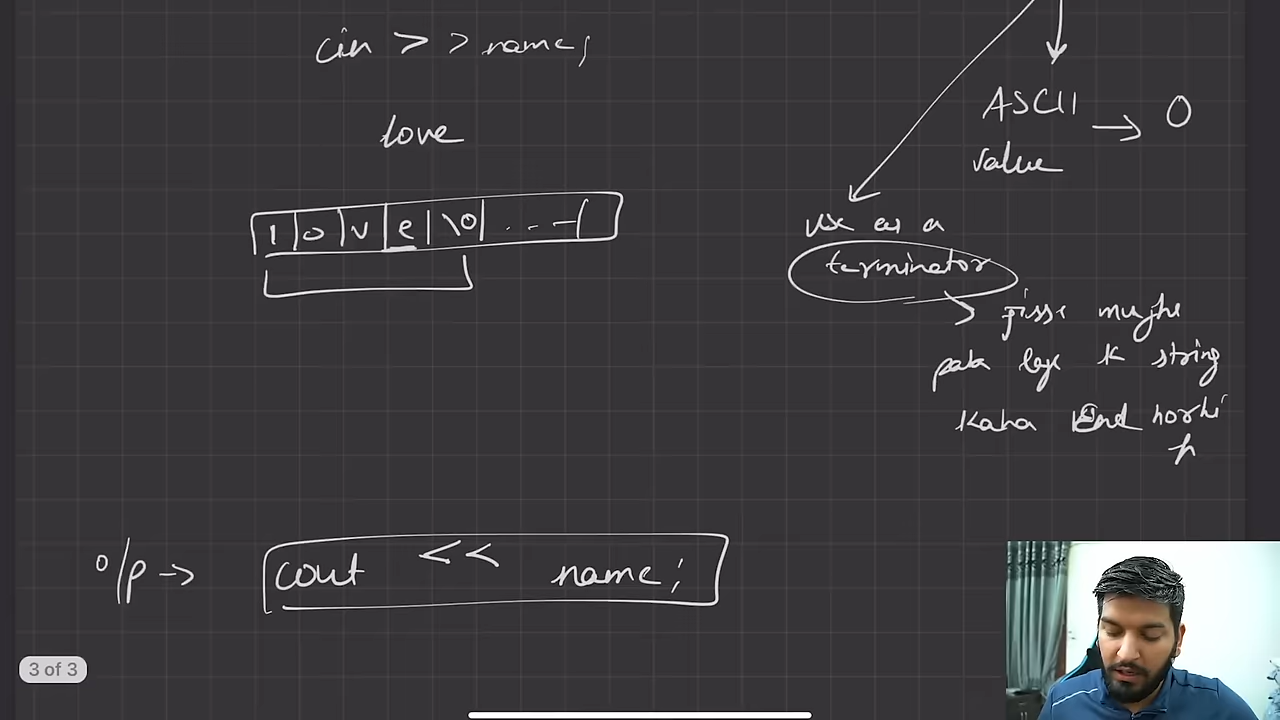 cin >> name;
love
l o v e \0 ...
ASCII → 0
value
use as a
terminator
> jisse mujhe
pata lage k string
kaha End horhi
h
o/p → cout << name;
3 of 3